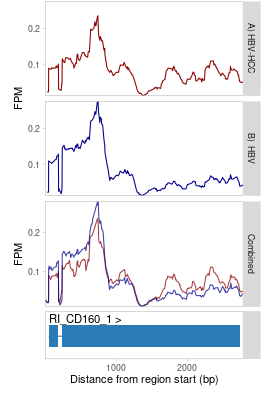 0.2
0.1
FPM
A) HBV-HCC
0.2
0.1
B) HBV
0.2
0.1
FPM
Combined
RI_CD160_1 >
1000
2000
Distance from region start (bp)